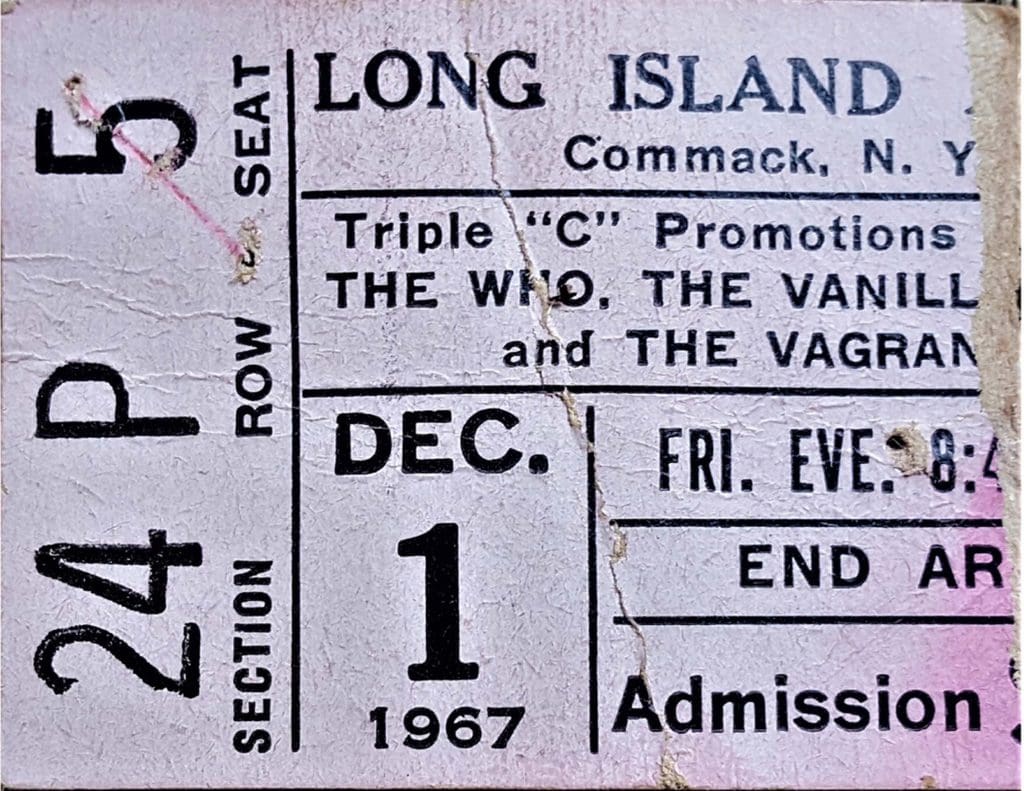 24 P 5
SECTION ROW SEAT
LONG ISLAND
Commack, N. Y
Triple "C" Promotions
THE WHO, THE VANILL
and THE VAGRAN
DEC.
1
1967
FRI. EVE. 8:4
END AR
Admission